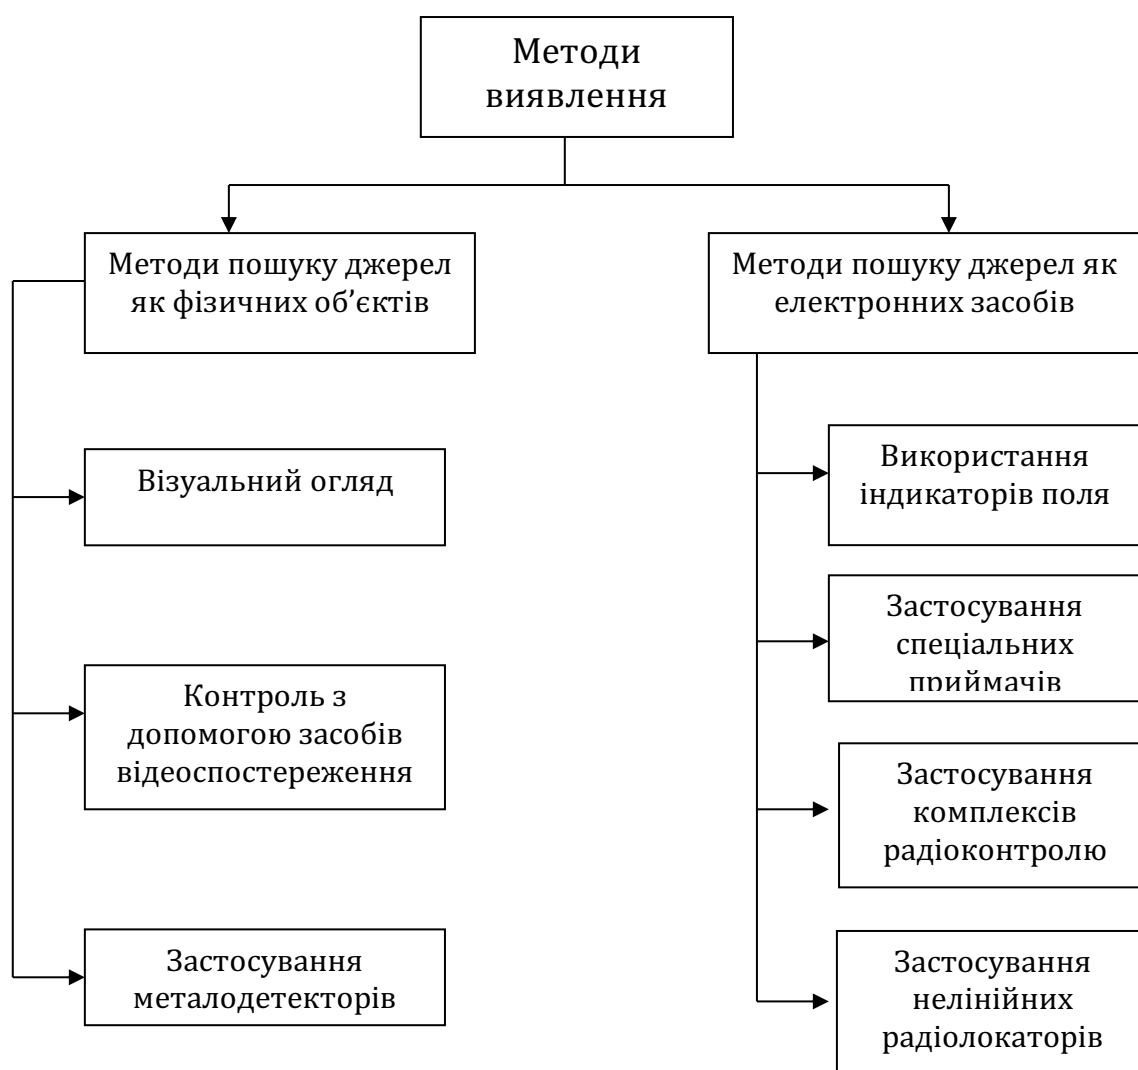 Методи
виявлення
Методи пошуку джерел
як фізичних об’єктів
Візуальний огляд
Контроль з
допомогою засобів
відеоспостереження
Застосування
металодетекторів
Методи пошуку джерел як
електронних засобів
Використання
індикаторів поля
Застосування
спеціальних
приймачів
Застосування
комплексів
радіоконтролю
Застосування
нелінійних
радіолокаторів